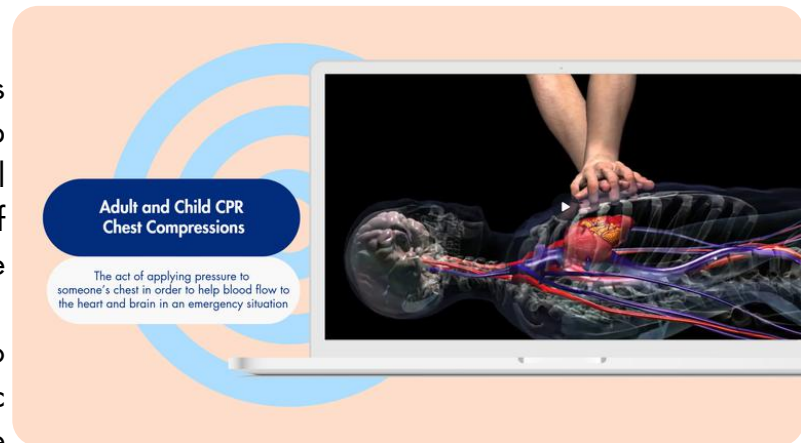 Adult and Child CPR
Chest Compressions
The act of applying pressure to
someone's chest in order to help blood flow to
the heart and brain in an emergency situation